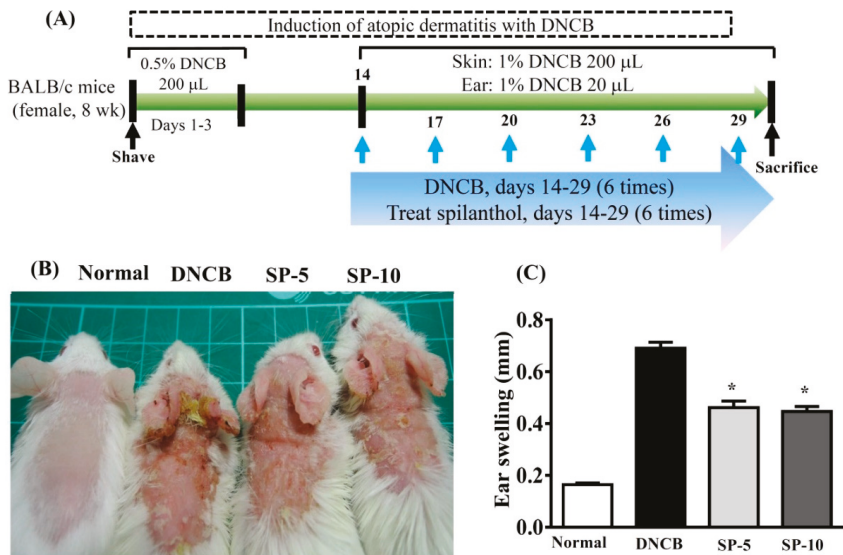 (A)
Induction of atopic dermatitis with DNCB
0.5% DNCB
200 µL
Skin: 1% DNCB 200 µL
Ear: 1% DNCB 20 µL
BALB/c mice
(female, 8 wk)
14
Days 1-3
17
20
23
26
29
Shave
Sacrifice
DNCB, days 14-29 (6 times)
Treat spilanthol, days 14-29 (6 times)
(B)
Normal DNCB SP-5 SP-10
(C)
Ear swelling (mm)
0.8
0.6
0.4
0.2
0.0
*
*
Normal DNCB SP-5 SP-10